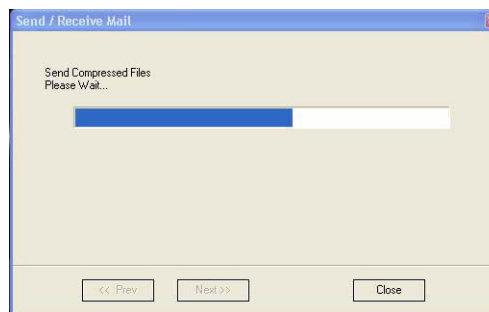 Send / Receive Mail
Send Compressed Files
Please Wait...
<< Prev
Next >>
Close